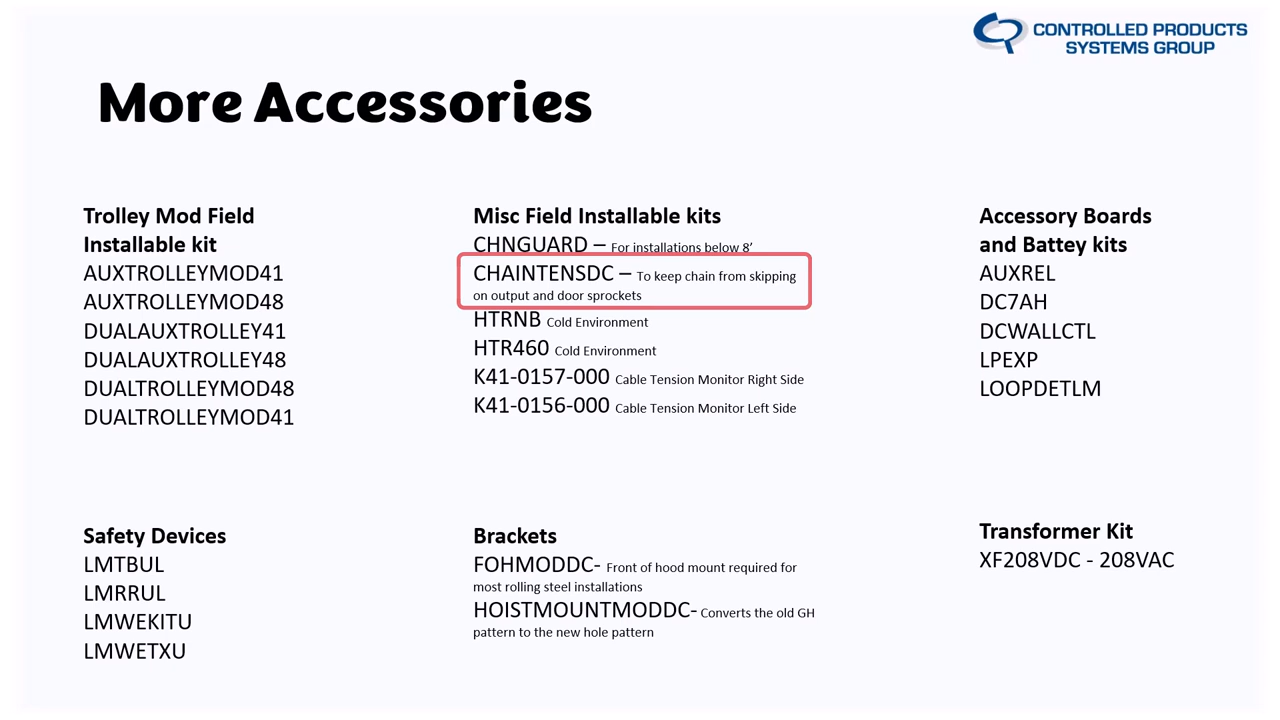 CONTROLLED PRODUCTS
SYSTEMS GROUP
More Accessories
Trolley Mod Field
Installable kit
AUXTROLLEYMOD41
AUXTROLLEYMOD48
DUALAUXTROLLEY41
DUALAUXTROLLEY48
DUALTROLLEYMOD48
DUALTROLLEYMOD41
Misc Field Installable kits
CHNGUARD – For installations below 8’
CHAINTENSDC – To keep chain from skipping
on output and door sprockets
HTRNB Cold Environment
HTR460 Cold Environment
K41-0157-000 Cable Tension Monitor Right Side
K41-0156-000 Cable Tension Monitor Left Side
Accessory Boards
and Battey kits
AUXREL
DC7AH
DCWALLCTL
LPEXP
LOOPDETLM
Safety Devices
LMTBUL
LMRRUL
LMWEKITU
LMWETXU
Brackets
FOHMODDC- Front of hood mount required for
most rolling steel installations
HOISTMOUNTMODDC- Converts the old GH
pattern to the new hole pattern
Transformer Kit
XF208VDC - 208VAC